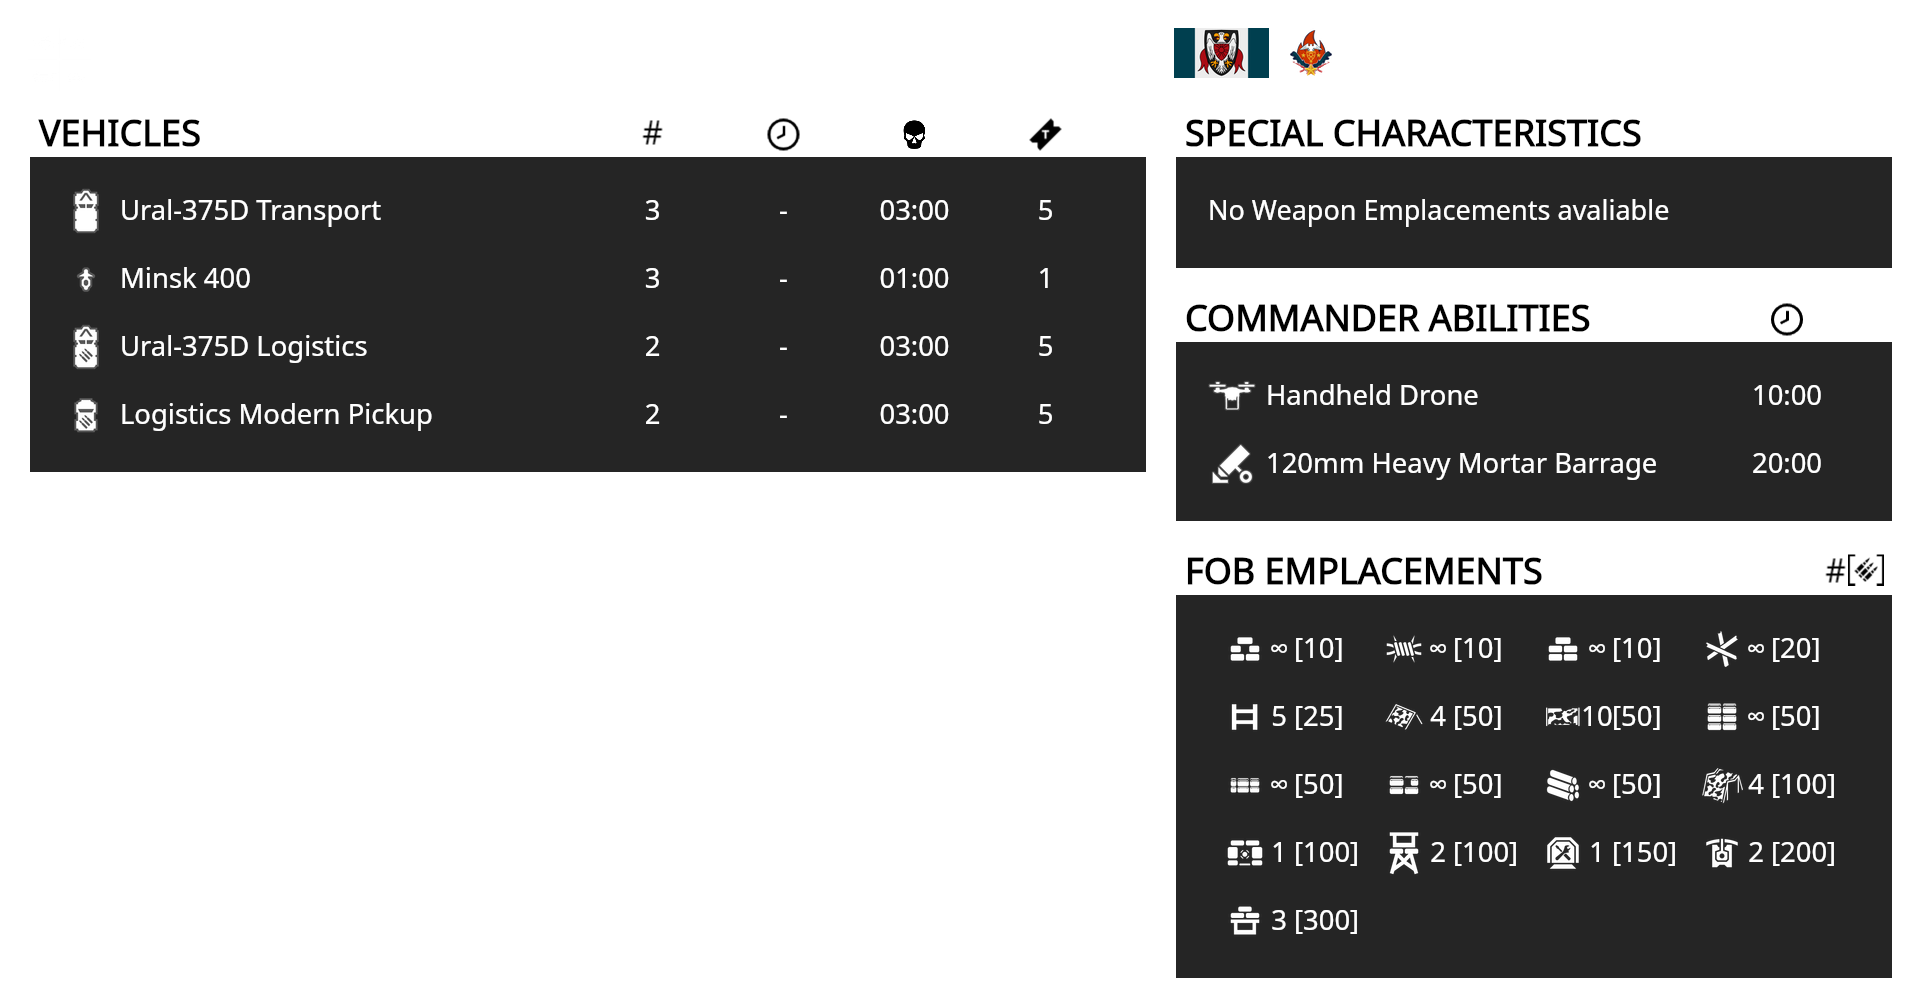 VEHICLES #
Ural-375D Transport 3 - 03:00 5
Minsk 400 3 - 01:00 1
Ural-375D Logistics 2 - 03:00 5
Logistics Modern Pickup 2 - 03:00 5
SPECIAL CHARACTERISTICS
No Weapon Emplacements avaliable
COMMANDER ABILITIES
Handheld Drone 10:00
120mm Heavy Mortar Barrage 20:00
FOB EMPLACEMENTS #[ ]
∞ [10] ∞ [10] ∞ [10] ∞ [20]
5 [25] 4 [50] 10[50] ∞ [50]
∞ [50] ∞ [50] ∞ [50] 4 [100]
1 [100] 2 [100] 1 [150] 2 [200]
3 [300]